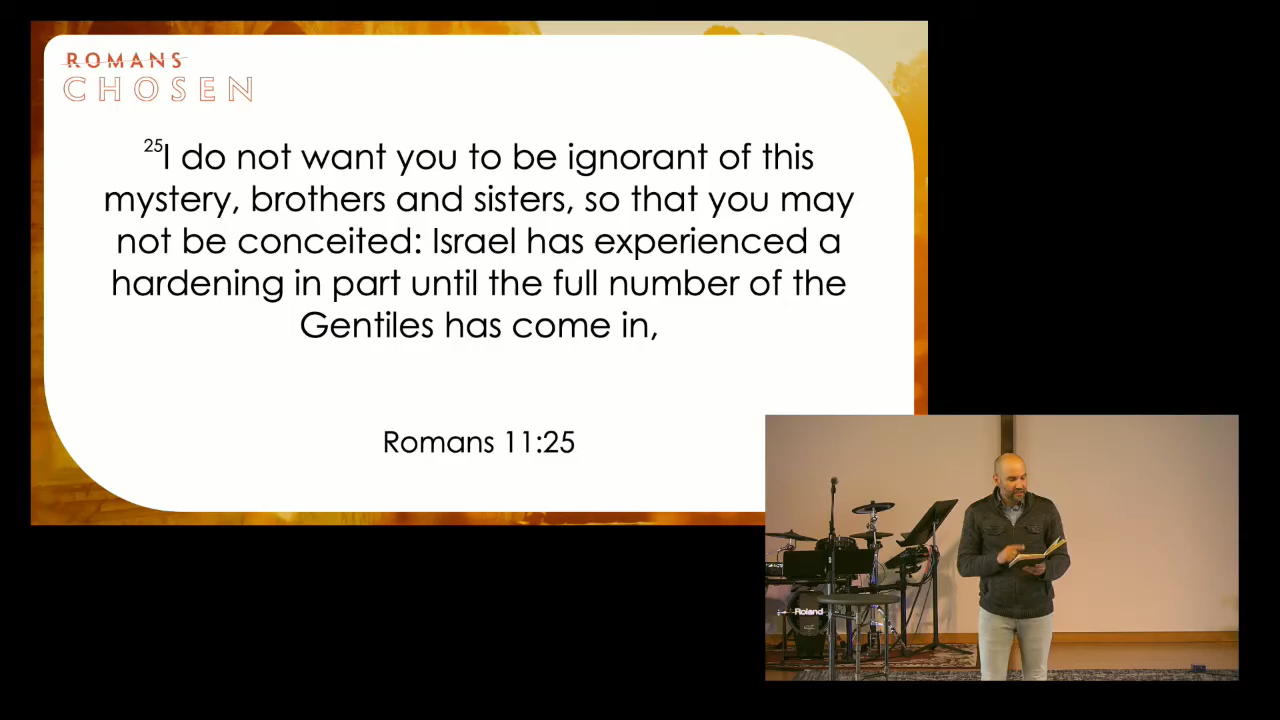 ROMANS
CHOSEN
25I do not want you to be ignorant of this
mystery, brothers and sisters, so that you may
not be conceited: Israel has experienced a
hardening in part until the full number of the
Gentiles has come in,
Romans 11:25
Roland